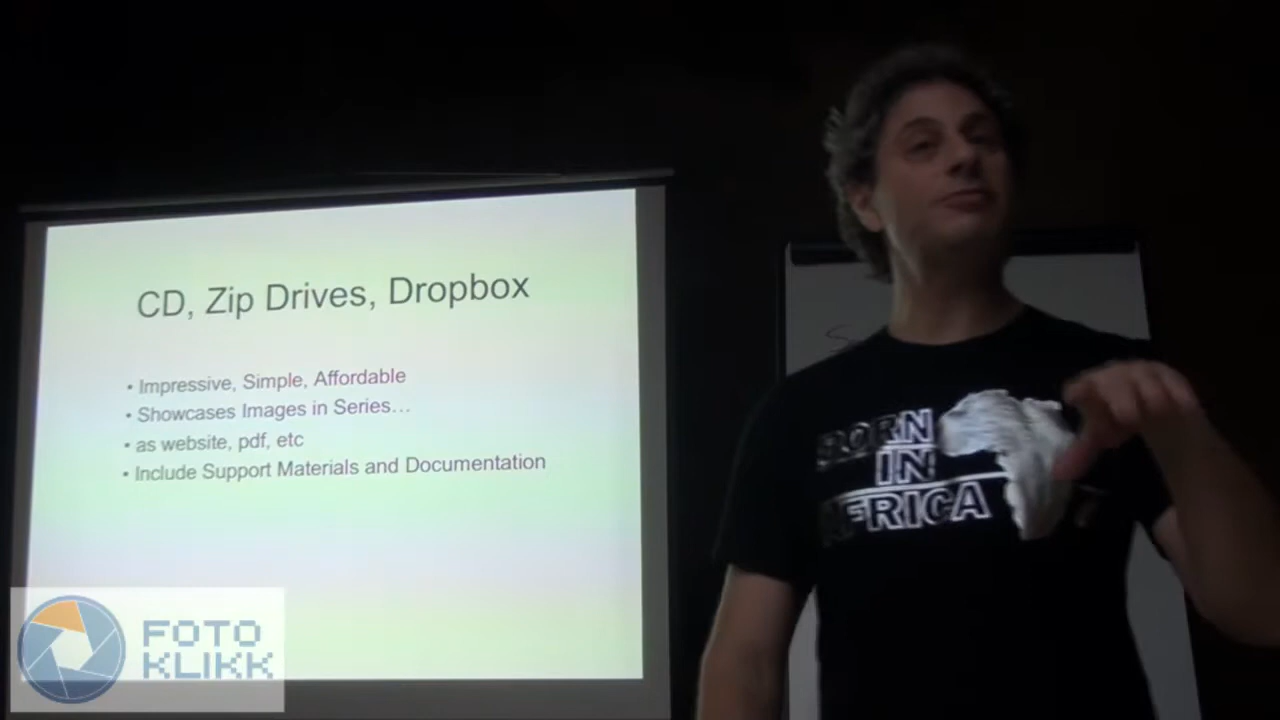 CD, Zip Drives, Dropbox
• Impressive, Simple, Affordable
• Showcases Images in Series…
• as website, pdf, etc
• Include Support Materials and Documentation
BORN
IN
AFRICA
FOTO
KLIKK